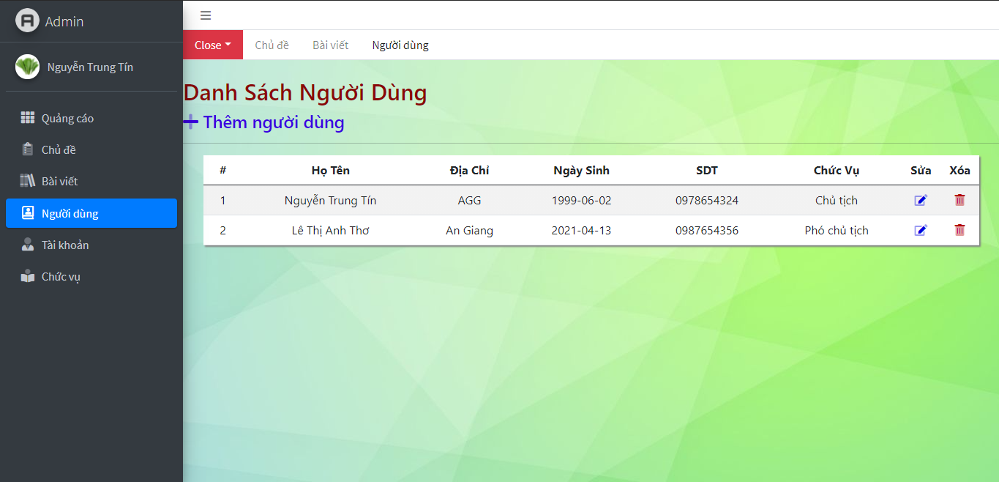 Admin
Nguyễn Trung Tín
Quảng cáo
Chủ đề
Bài viết
Người dùng
Tài khoản
Chức vụ
Close Chủ đề Bài viết Người dùng
Danh Sách Người Dùng
Thêm người dùng
# Họ Tên Địa Chỉ Ngày Sinh SDT Chức Vụ Sửa Xóa
1 Nguyễn Trung Tín AGG 1999-06-02 0978654324 Chủ tịch
2 Lê Thị Anh Thơ An Giang 2021-04-13 0987654356 Phó chủ tịch